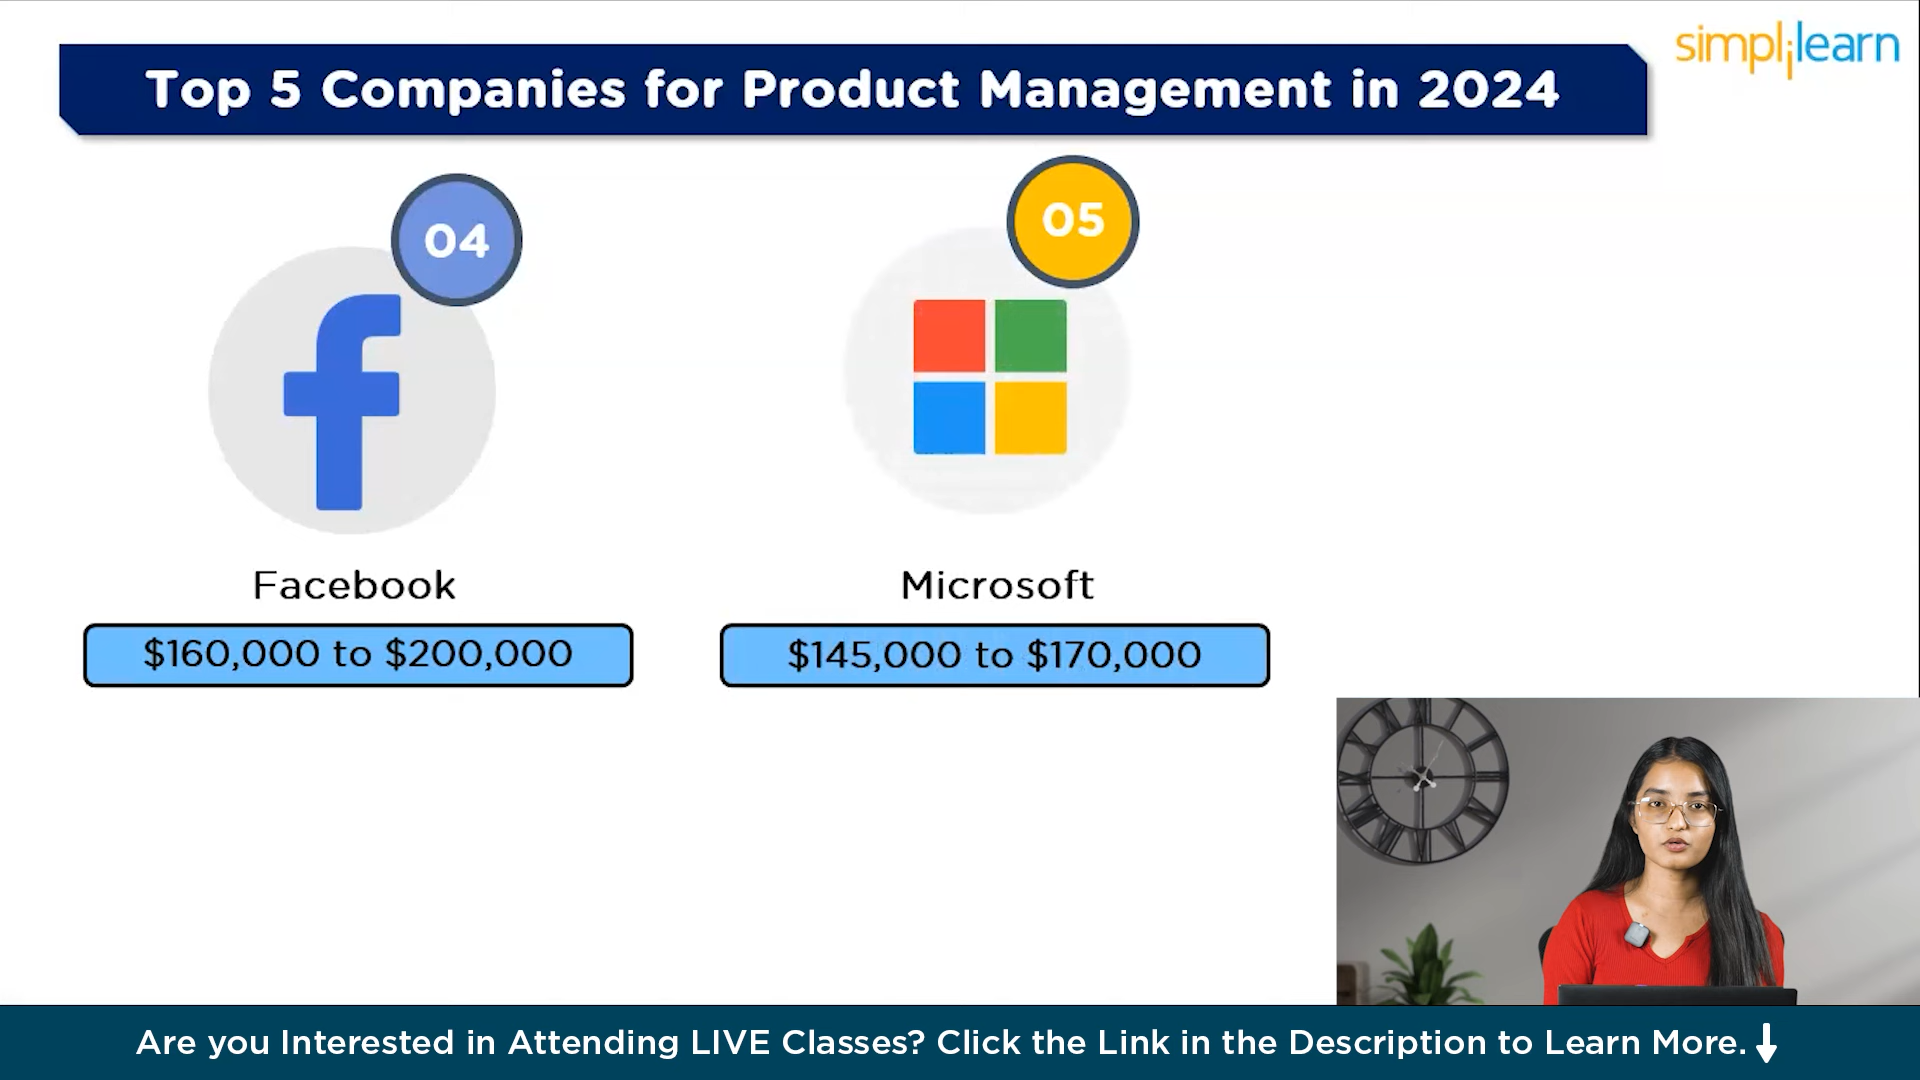 simplilearn
Top 5 Companies for Product Management in 2024
04
05
Facebook
Microsoft
$160,000 to $200,000
$145,000 to $170,000
Are you Interested in Attending LIVE Classes? Click the Link in the Description to Learn More.